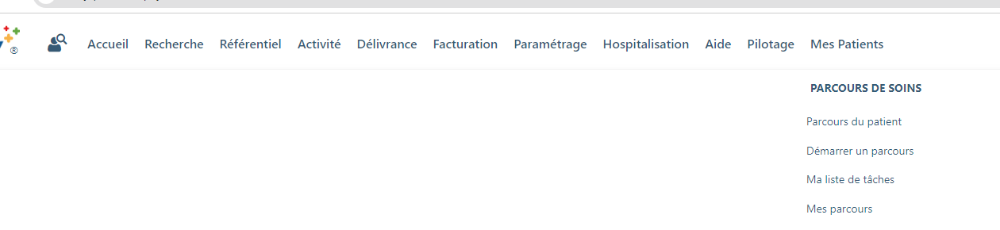 ®
Accueil Recherche Référentiel Activité Délivrance Facturation Paramétrage Hospitalisation Aide Pilotage Mes Patients
PARCOURS DE SOINS
Parcours du patient
Démarrer un parcours
Ma liste de tâches
Mes parcours